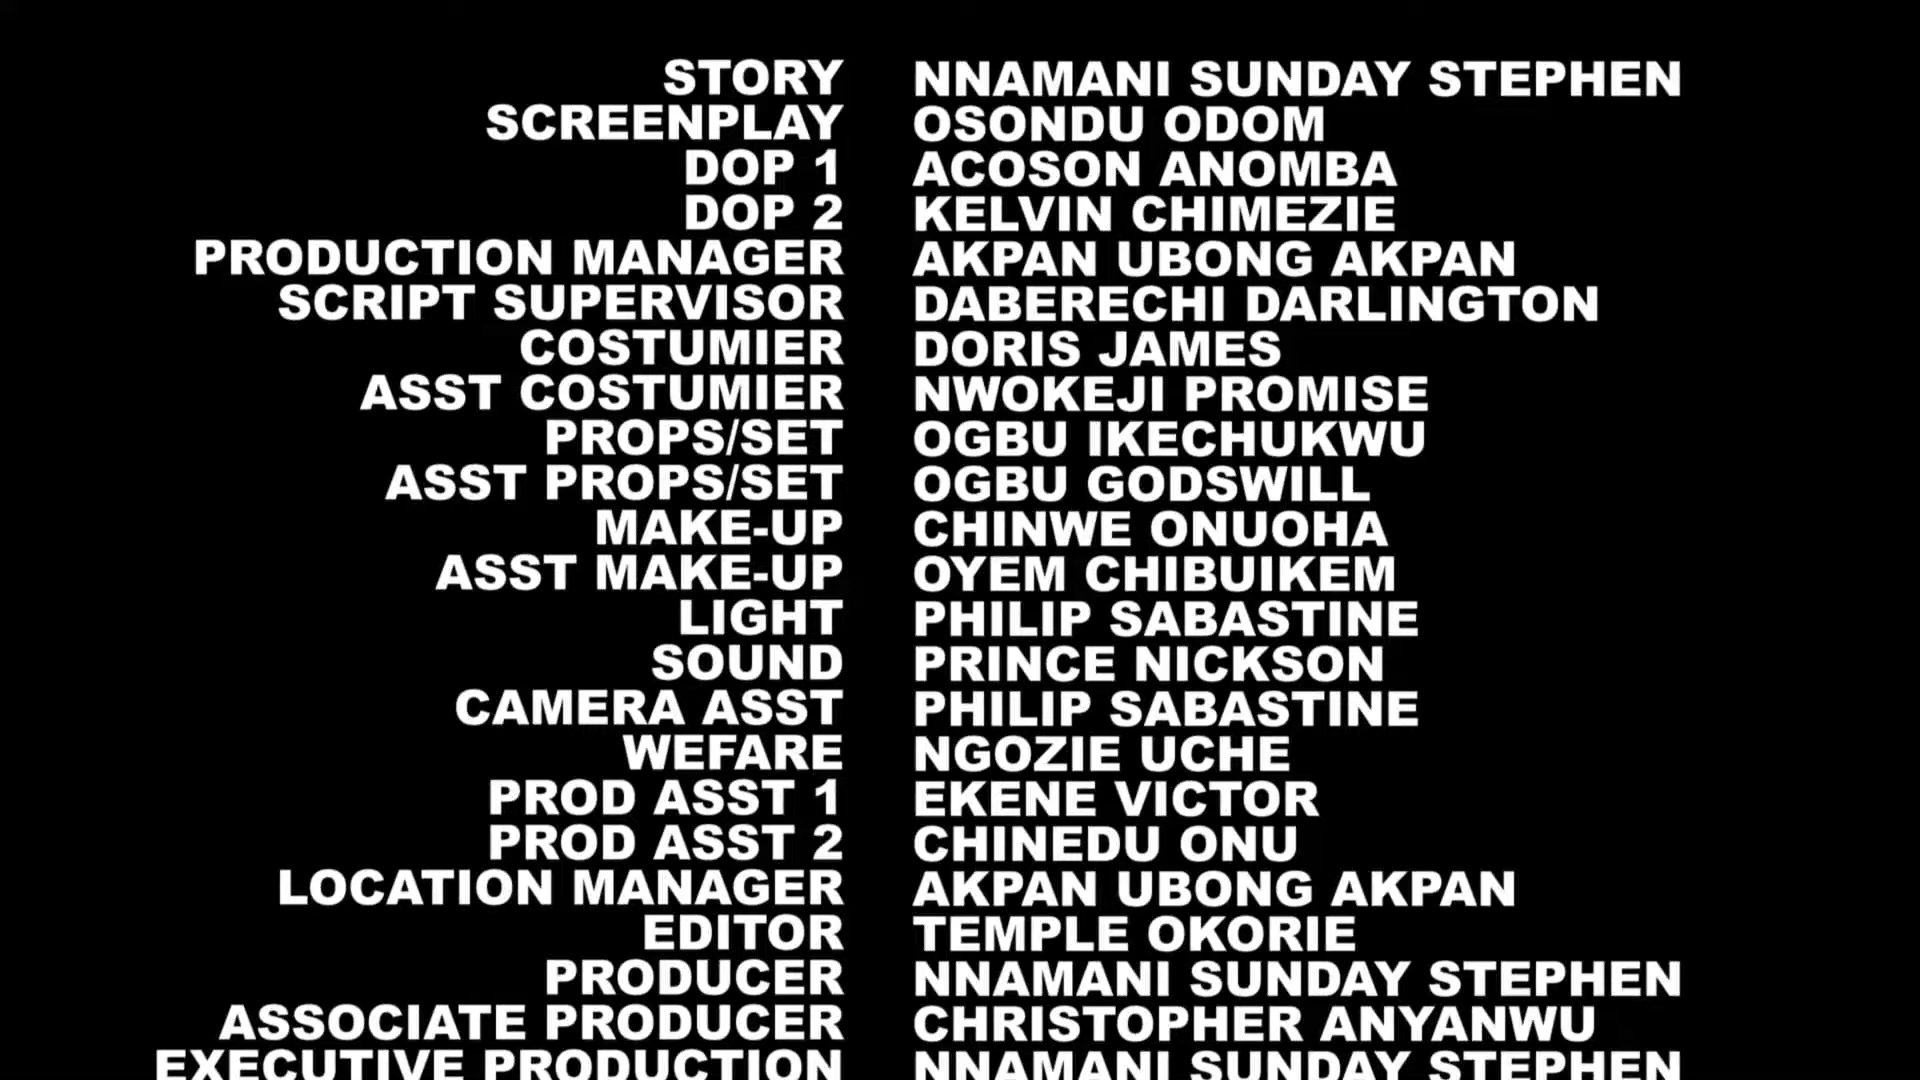 STORY NNAMANI SUNDAY STEPHEN
SCREENPLAY OSONDU ODOM
DOP 1 ACOSON ANOMBA
DOP 2 KELVIN CHIMEZIE
PRODUCTION MANAGER AKPAN UBONG AKPAN
SCRIPT SUPERVISOR DABERECHI DARLINGTON
COSTUMIER DORIS JAMES
ASST COSTUMIER NWOKEJI PROMISE
PROPS/SET OGBU IKECHUKWU
ASST PROPS/SET OGBU GODSWILL
MAKE-UP CHINWE ONUOHA
ASST MAKE-UP OYEM CHIBUIKEM
LIGHT PHILIP SABASTINE
SOUND PRINCE NICKSON
CAMERA ASST PHILIP SABASTINE
WEFARE NGOZIE UCHE
PROD ASST 1 EKENE VICTOR
PROD ASST 2 CHINEDU ONU
LOCATION MANAGER AKPAN UBONG AKPAN
EDITOR TEMPLE OKORIE
PRODUCER NNAMANI SUNDAY STEPHEN
ASSOCIATE PRODUCER CHRISTOPHER ANYANWU
EXECUTIVE PRODUCTION NNAMANI SUNDAY STEPHEN